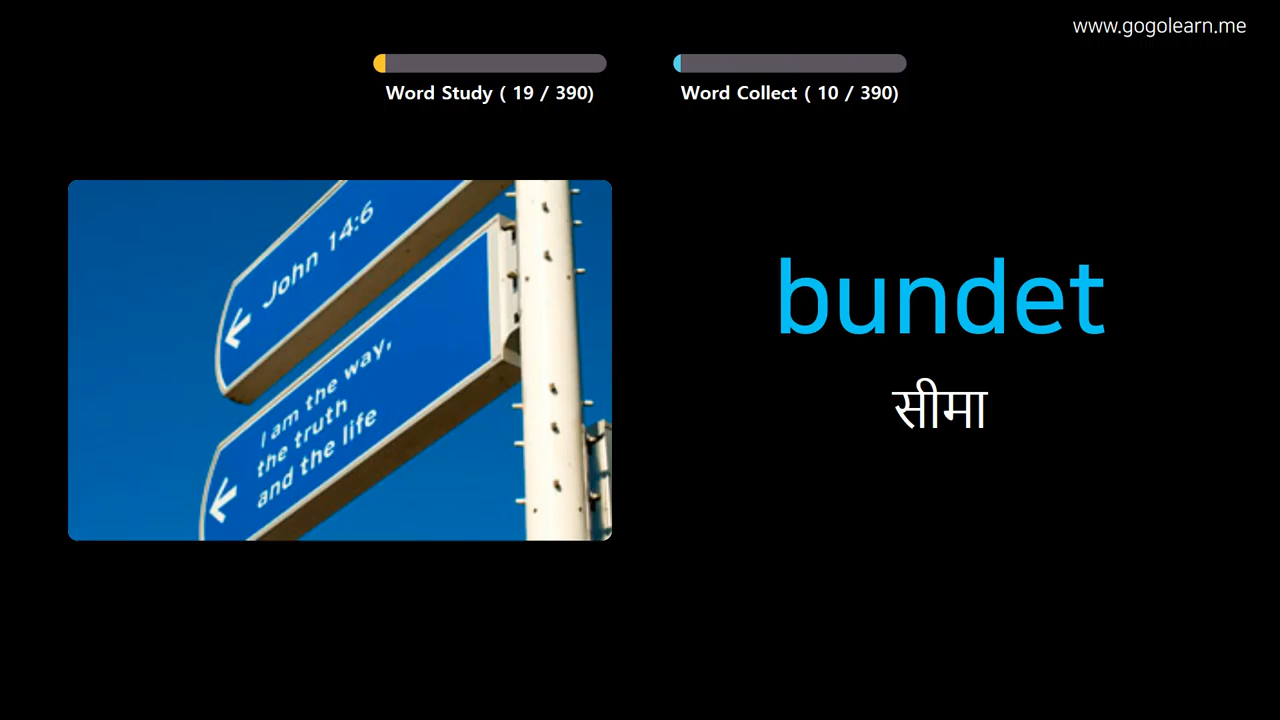 www.gogolearn.me
Word Study ( 19 / 390)
Word Collect ( 10 / 390)
John 14:6
I am the way,
the truth
and the life
bundet
सीमा